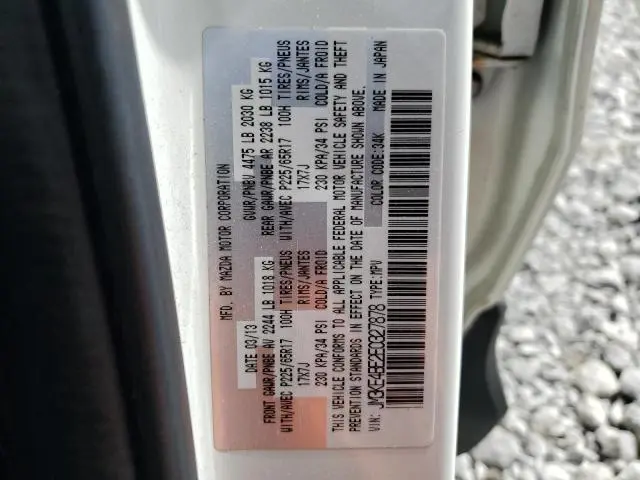 MFD. BY MAZDA MOTOR CORPORATION
DATE 03/13 GVWR/PNBV 4475 LB 2030 KG
FRONT GAWR/PNBE AV 2244 LB 1018 KG REAR GAWR/PNBE AR 2238 LB 1015 KG
WITH/AVEC P225/65R17 100H TIRES/PNEUS WITH/AVEC P225/65R17 100H TIRES/PNEUS
17X7J RIMS/JANTES 17X7J RIMS/JANTES
230 KPA/34 PSI COLD/A FROID 230 KPA/34 PSI COLD/A FROID
THIS VEHICLE CONFORMS TO ALL APPLICABLE FEDERAL MOTOR VEHICLE SAFETY AND THEFT
PREVENTION STANDARDS IN EFFECT ON THE DATE OF MANUFACTURE SHOWN ABOVE.
VIN: JM3KE4BE2E0327878 TYPE:MPV COLOR CODE:34K MADE IN JAPAN